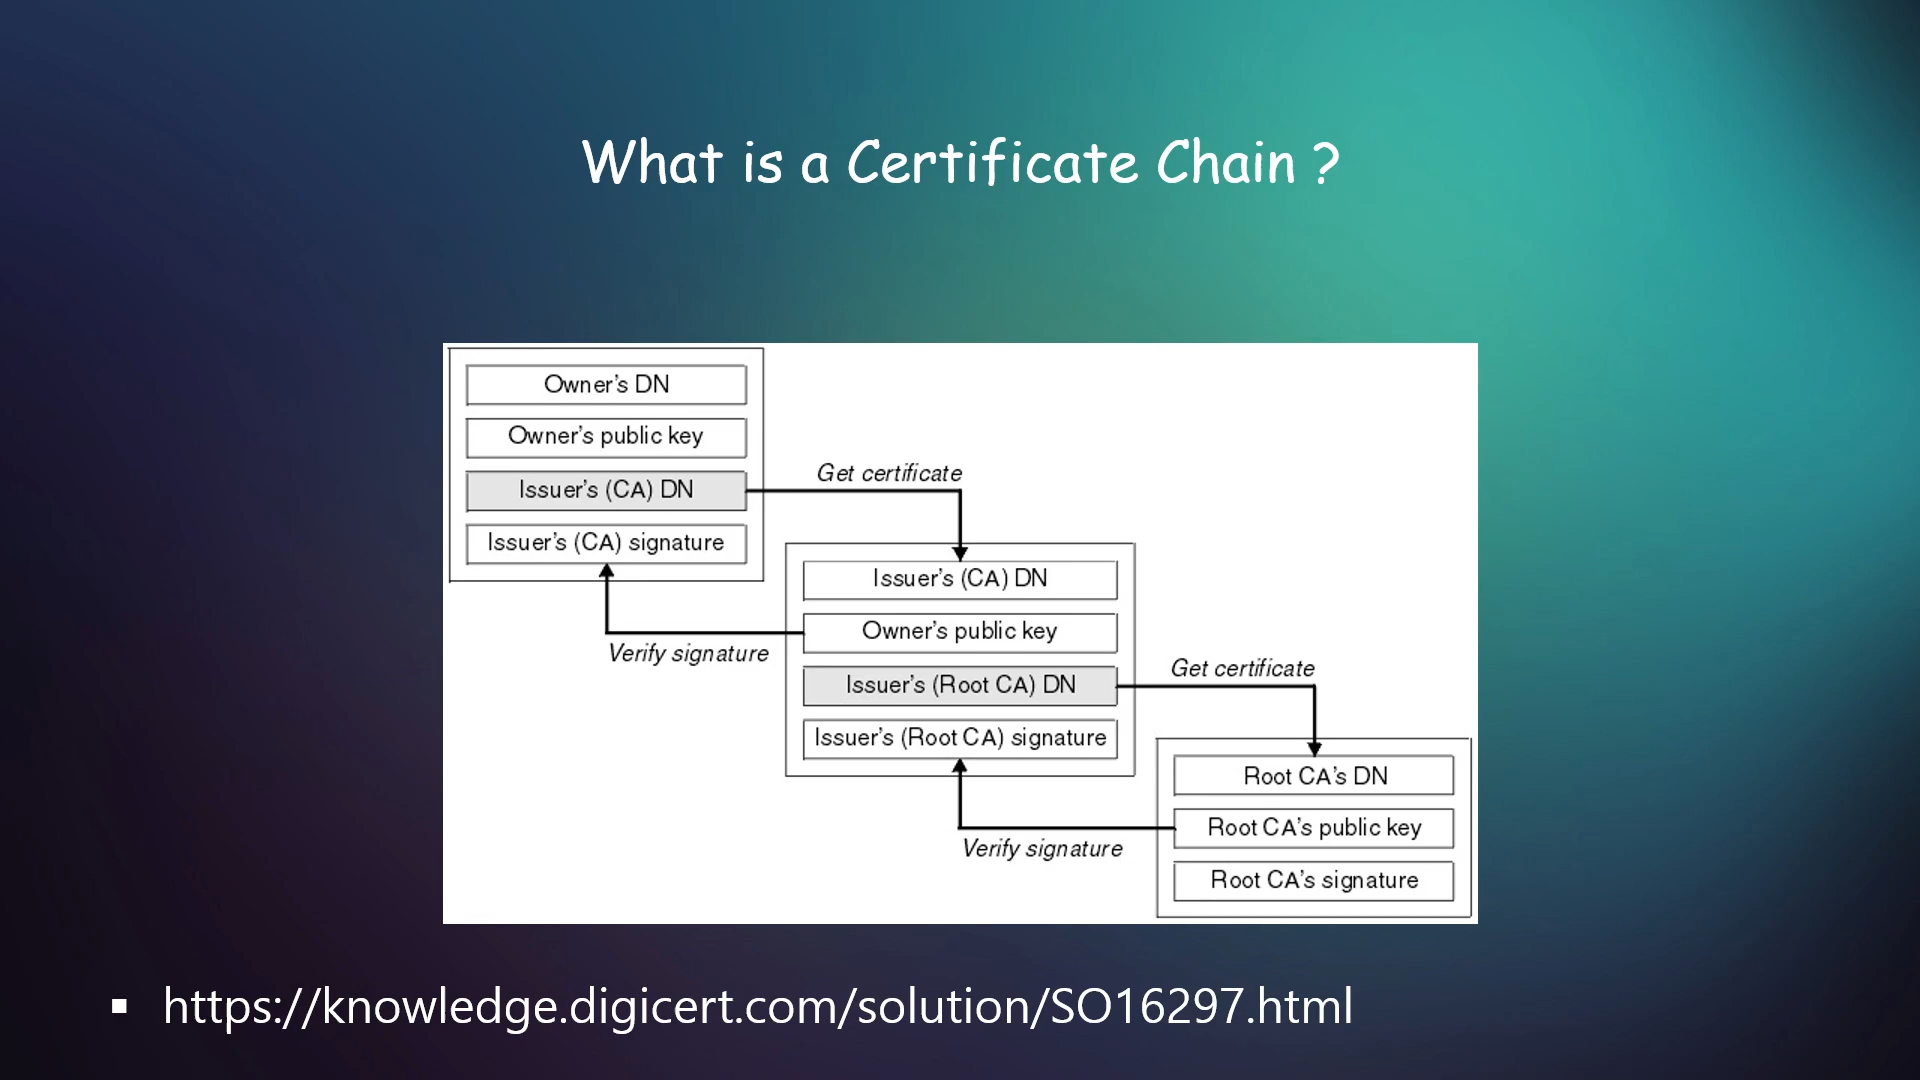 What is a Certificate Chain ?
Owner's DN
Owner's public key
Issuer's (CA) DN
Issuer's (CA) signature
Get certificate
Verify signature
Issuer's (CA) DN
Owner's public key
Issuer's (Root CA) DN
Issuer's (Root CA) signature
Get certificate
Verify signature
Root CA's DN
Root CA's public key
Root CA's signature
▪ https://knowledge.digicert.com/solution/SO16297.html